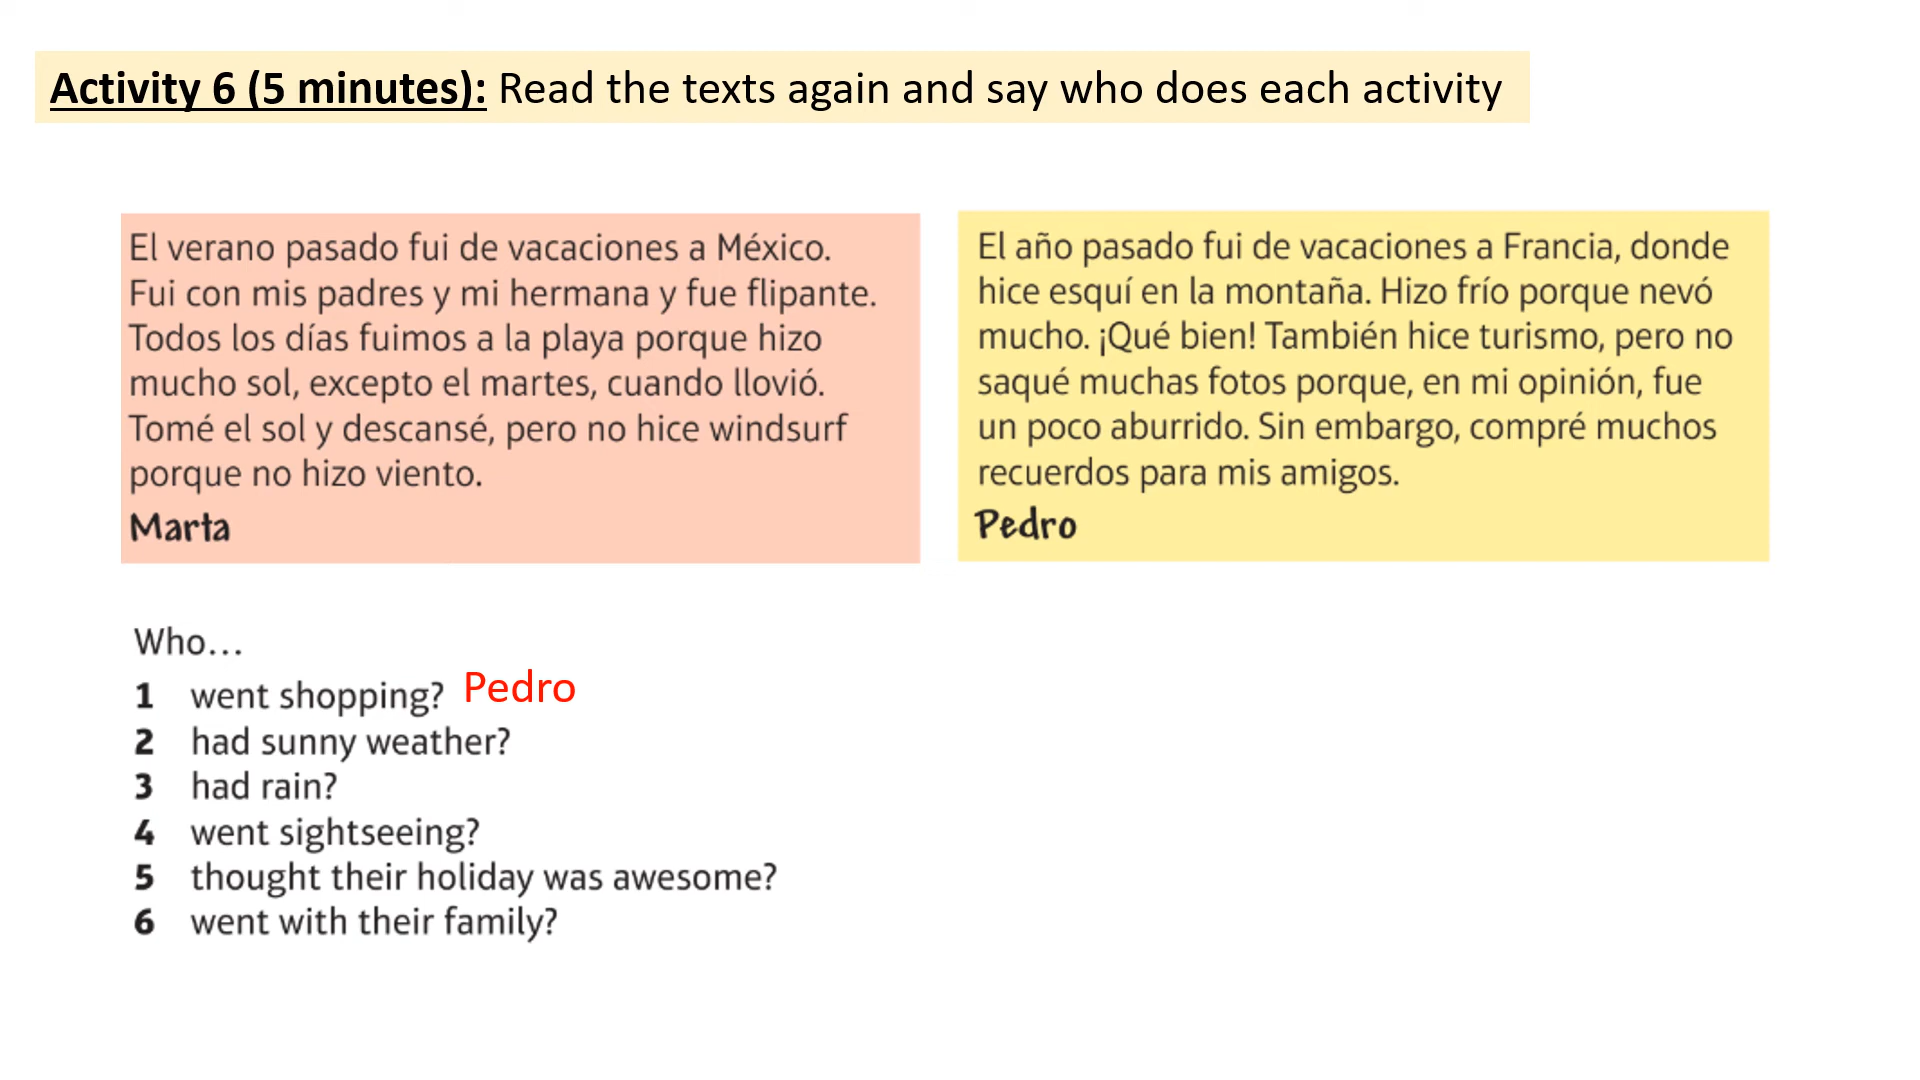 Activity 6 (5 minutes): Read the texts again and say who does each activity
El verano pasado fui de vacaciones a México.
Fui con mis padres y mi hermana y fue flipante.
Todos los días fuimos a la playa porque hizo
mucho sol, excepto el martes, cuando llovió.
Tomé el sol y descansé, pero no hice windsurf
porque no hizo viento.
Marta
El año pasado fui de vacaciones a Francia, donde
hice esquí en la montaña. Hizo frío porque nevó
mucho. ¡Qué bien! También hice turismo, pero no
saqué muchas fotos porque, en mi opinión, fue
un poco aburrido. Sin embargo, compré muchos
recuerdos para mis amigos.
Pedro
Who...
1 went shopping? Pedro
2 had sunny weather?
3 had rain?
4 went sightseeing?
5 thought their holiday was awesome?
6 went with their family?